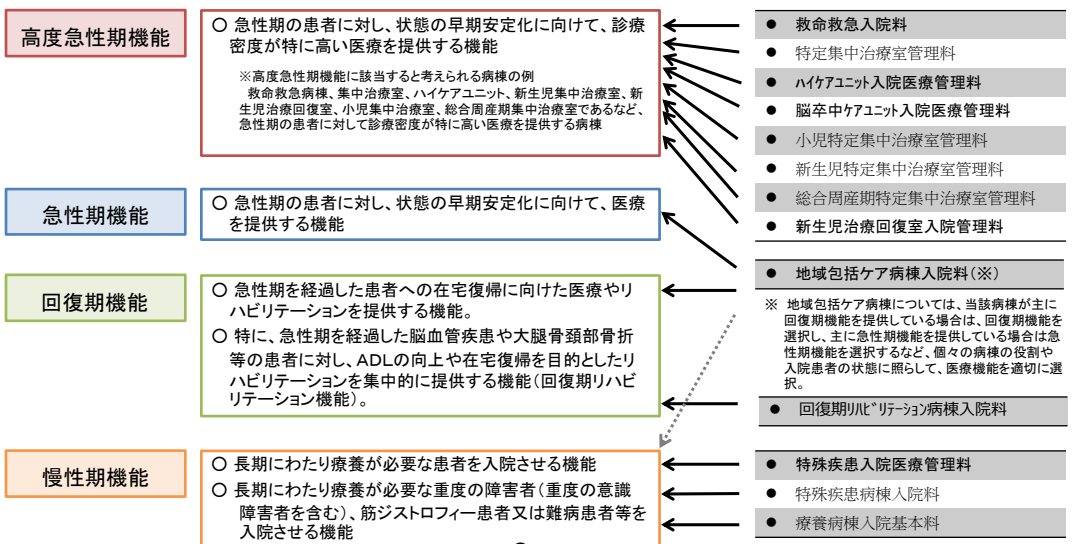 高度急性期機能
○ 急性期の患者に対し、状態の早期安定化に向けて、診療
密度が特に高い医療を提供する機能
※高度急性期機能に該当すると考えられる病棟の例
救命救急病棟、集中治療室、ハイケアユニット、新生児集中治療室、新
生児治療回復室、小児集中治療室、総合周産期集中治療室であるなど、
急性期の患者に対して診療密度が特に高い医療を提供する病棟
● 救命救急入院料
● 特定集中治療室管理料
● ﾊｲｹｱﾕﾆｯﾄ入院医療管理料
● 脳卒中ｹｱﾕﾆｯﾄ入院医療管理料
● 小児特定集中治療室管理料
● 新生児特定集中治療室管理料
● 総合周産期特定集中治療室管理料
● 新生児治療回復室入院管理料
急性期機能
○ 急性期の患者に対し、状態の早期安定化に向けて、医療
を提供する機能
回復期機能
○ 急性期を経過した患者への在宅復帰に向けた医療やリ
ハビリテーションを提供する機能。
○ 特に、急性期を経過した脳血管疾患や大腿骨頚部骨折
等の患者に対し、ADLの向上や在宅復帰を目的としたリ
ハビリテーションを集中的に提供する機能(回復期リハビ
リテーション機能)。
● 地域包括ケア病棟入院料(※)
※ 地域包括ケア病棟については、当該病棟が主に
回復期機能を提供している場合は、回復期機能を
選択し、主に急性期機能を提供している場合は急
性期機能を選択するなど、個々の病棟の役割や
入院患者の状態に照らして、医療機能を適切に選
択。
● 回復期ﾘﾊﾋﾞﾘﾃｰｼｮﾝ病棟入院料
慢性期機能
○ 長期にわたり療養が必要な患者を入院させる機能
○ 長期にわたり療養が必要な重度の障害者(重度の意識
障害者を含む)、筋ジストロフィー患者又は難病患者等を
入院させる機能
● 特殊疾患入院医療管理料
● 特殊疾患病棟入院料
● 療養病棟入院基本料